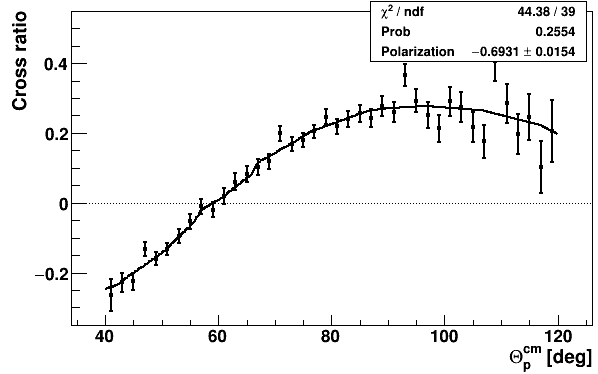 χ² / ndf 44.38 / 39
Prob 0.2554
Polarization −0.6931 ± 0.0154
Cross ratio
0.4
0.2
0
−0.2
40 60 80 100 120
Θ_p^cm [deg]